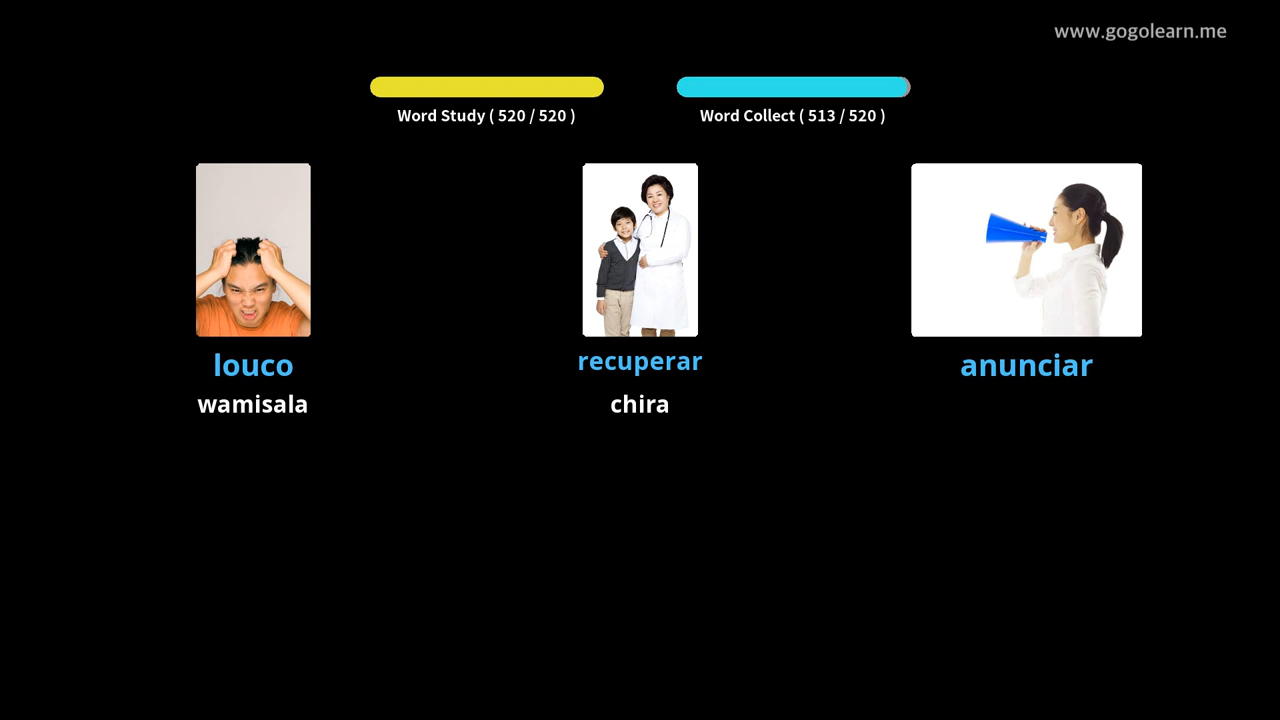 www.gogolearn.me
Word Study ( 520 / 520 )
Word Collect ( 513 / 520 )
louco
recuperar
anunciar
wamisala
chira